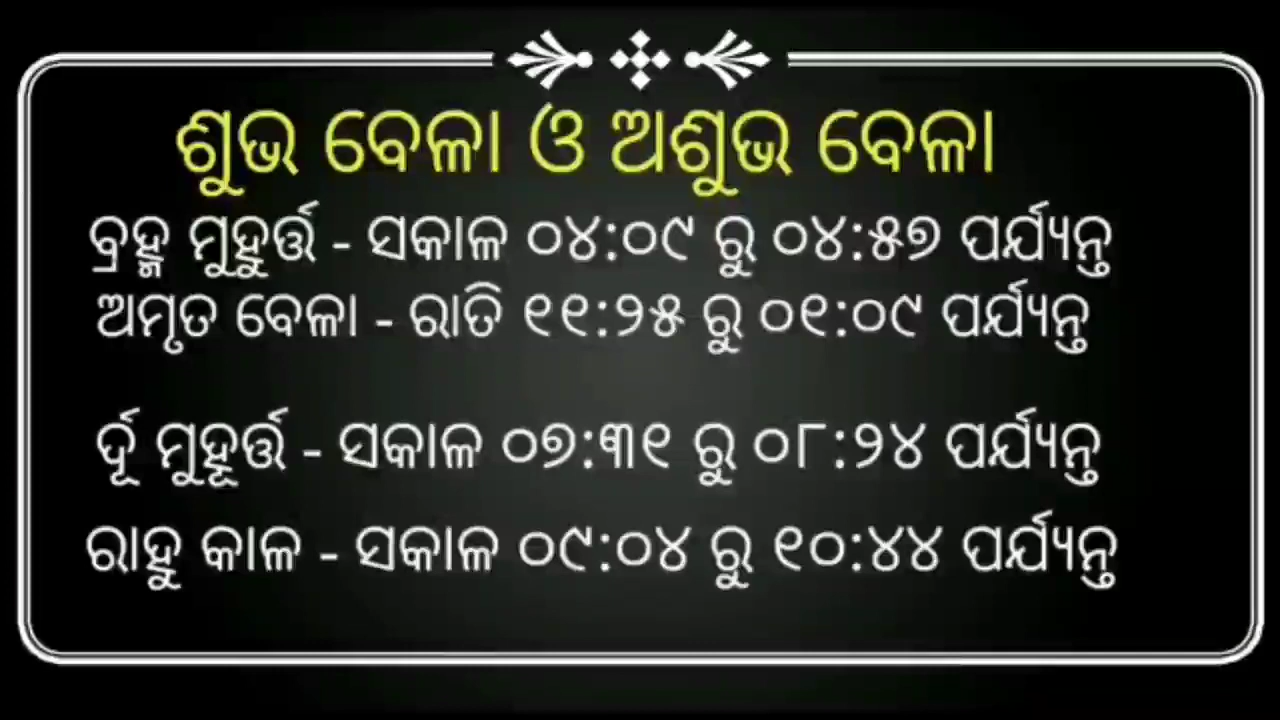 ଶୁଭ ବେଳା ଓ ଅଶୁଭ ବେଳା
ବ୍ରହ୍ମ ମୁହୁର୍ତ୍ତ - ସକାଳ ୦୪:୦୯ ରୁ ୦୪:୫୭ ପର୍ଯ୍ୟନ୍ତ
ଅମୃତ ବେଳା - ରାତି ୧୧:୨୫ ରୁ ୦୧:୦୯ ପର୍ଯ୍ୟନ୍ତ
ର୍ଦୂ ମୁହୂର୍ତ୍ତ - ସକାଳ ୦୭:୩୧ ରୁ ୦୮:୨୪ ପର୍ଯ୍ୟନ୍ତ
ରାହୁ କାଳ - ସକାଳ ୦୯:୦୪ ରୁ ୧୦:୪୪ ପର୍ଯ୍ୟନ୍ତ